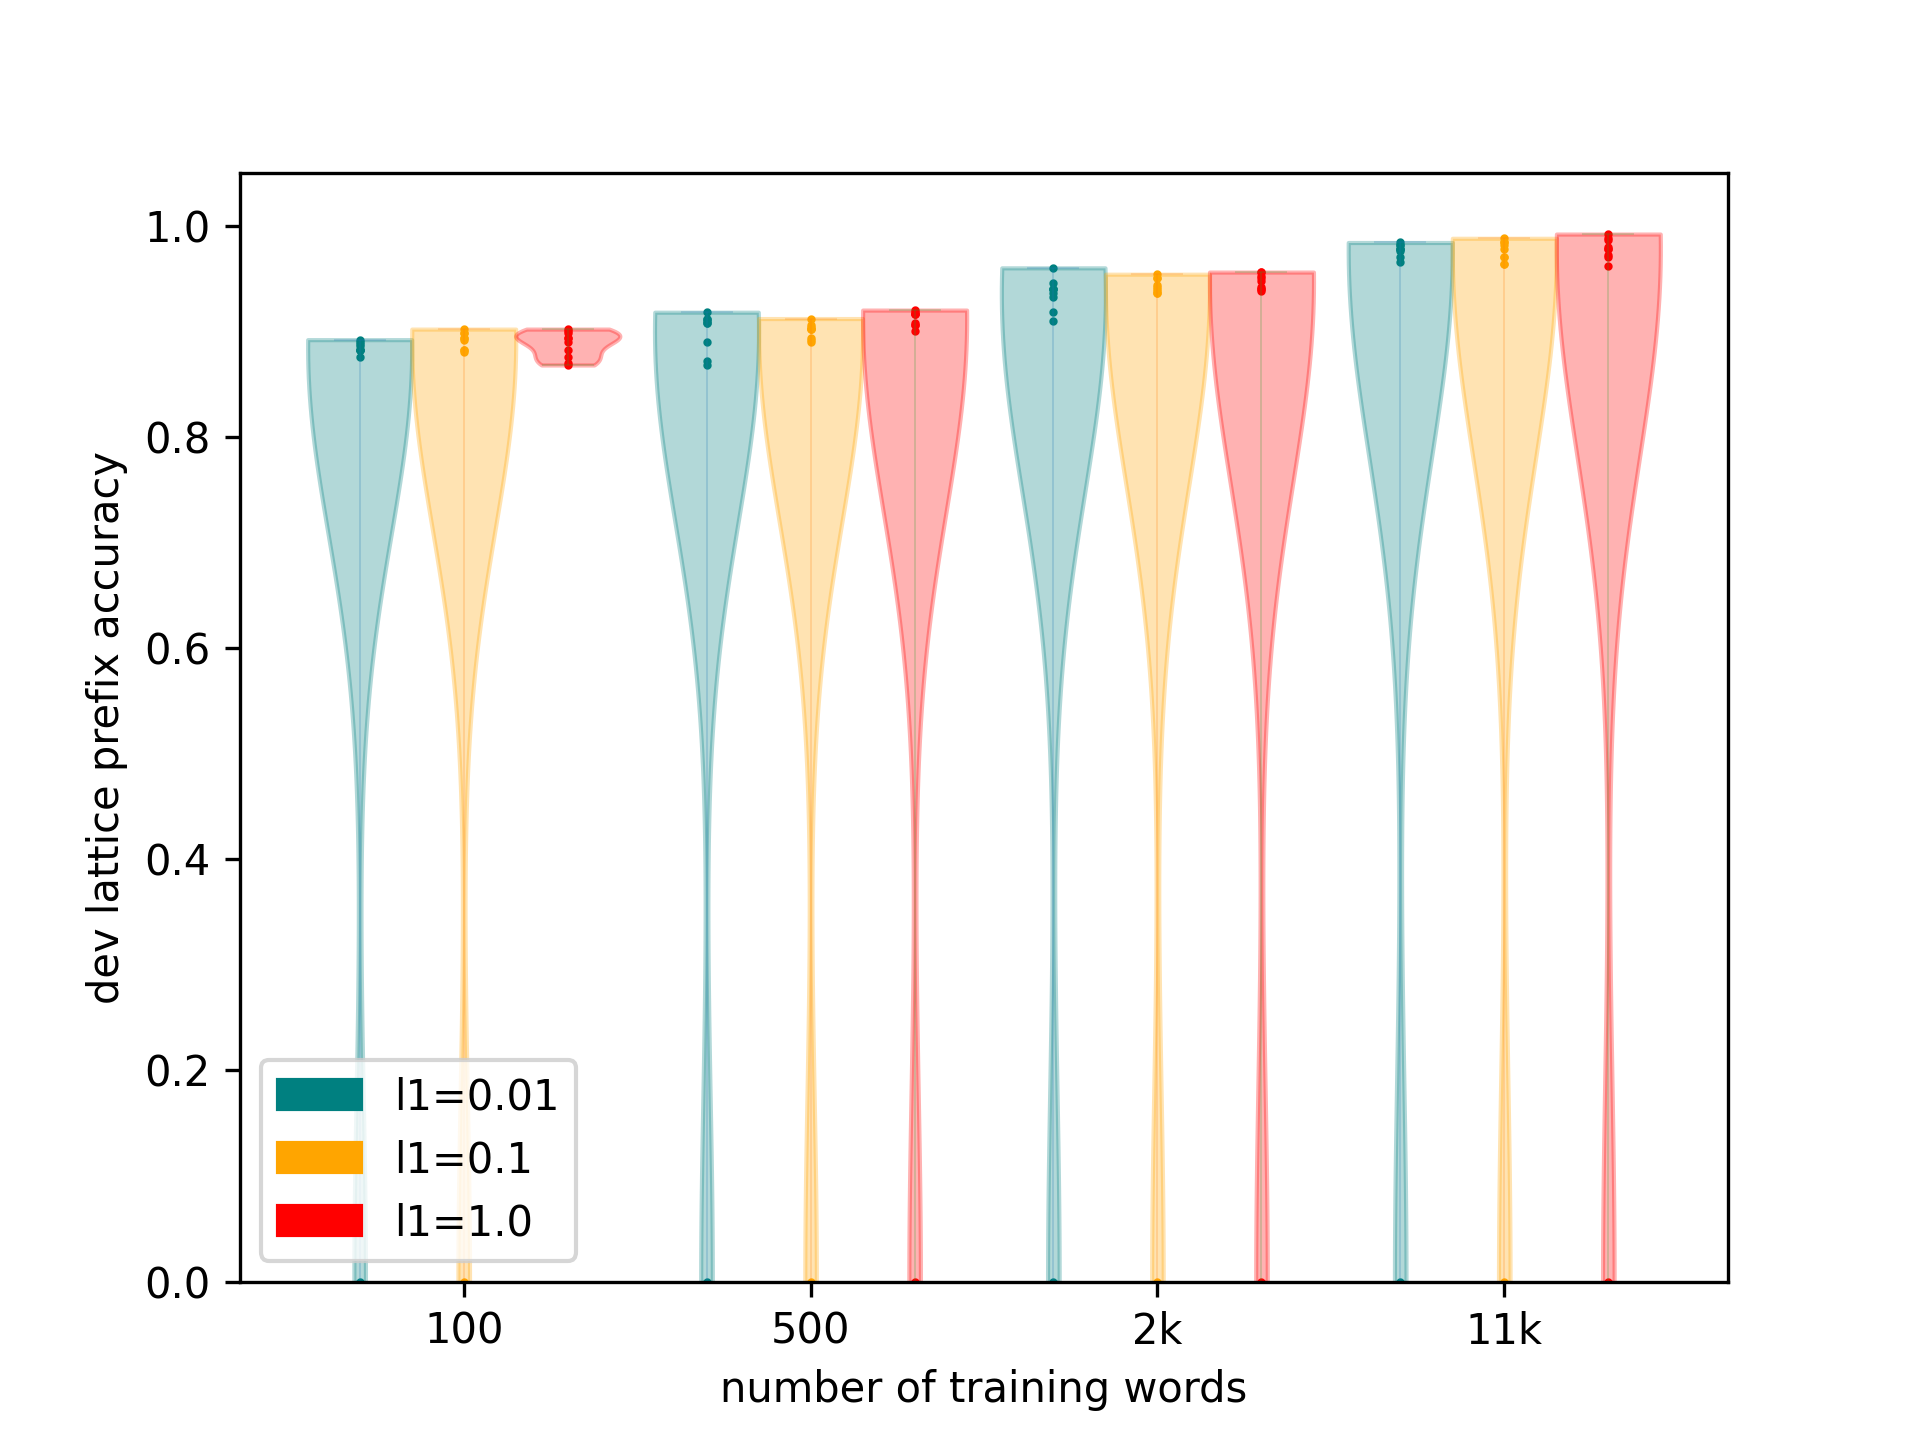 1.0
0.8
0.6
0.4
0.2
0.0
dev lattice prefix accuracy
l1=0.01
l1=0.1
l1=1.0
100 500 2k 11k
number of training words